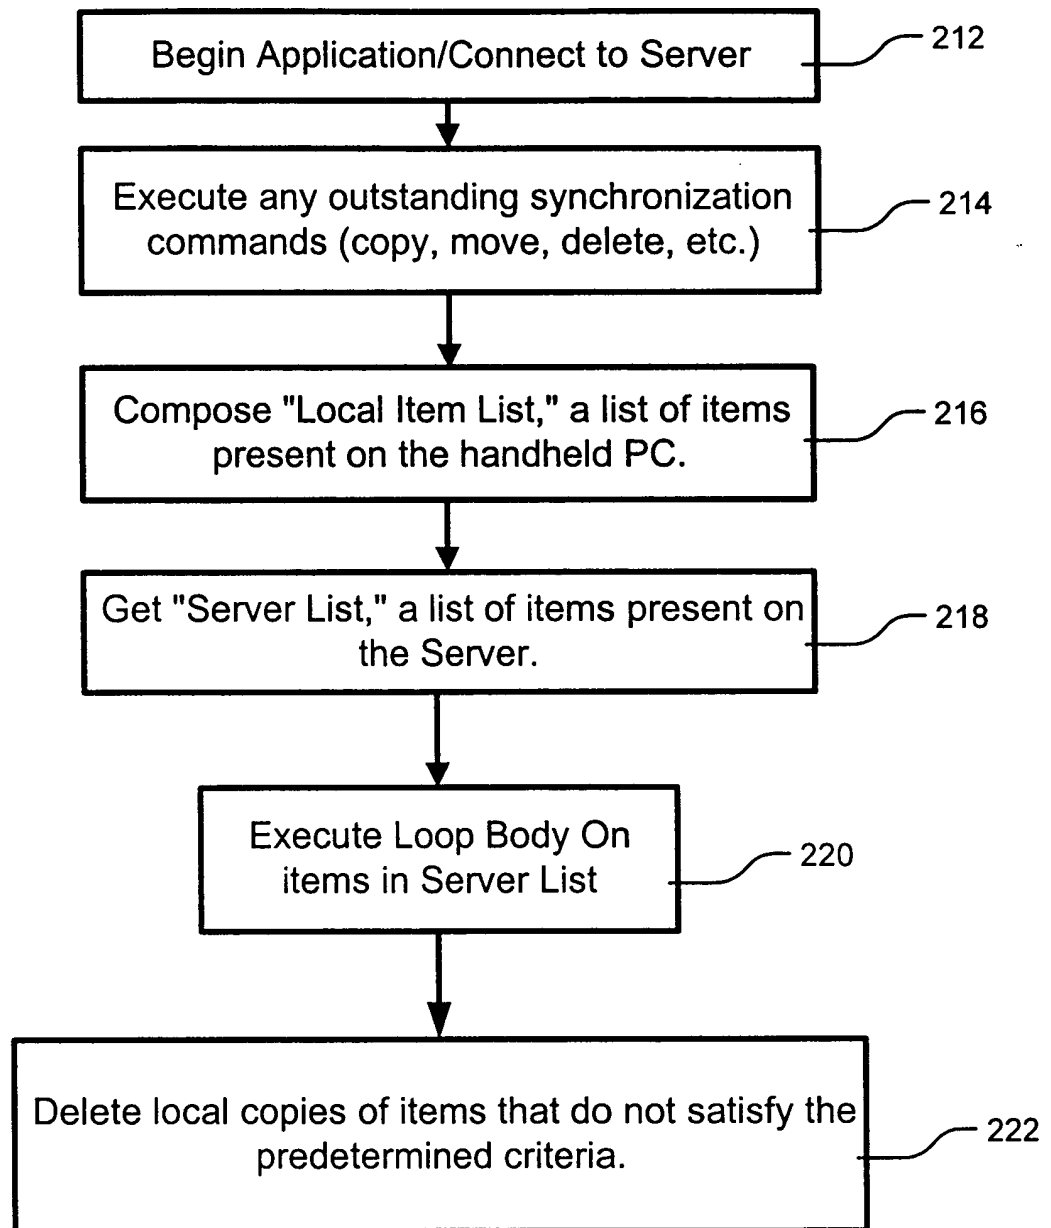 Begin Application/Connect to Server
212
Execute any outstanding synchronization
commands (copy, move, delete, etc.)
214
Compose "Local Item List," a list of items
present on the handheld PC.
216
Get "Server List," a list of items present on
the Server.
218
Execute Loop Body On
items in Server List
220
Delete local copies of items that do not satisfy the
predetermined criteria.
222